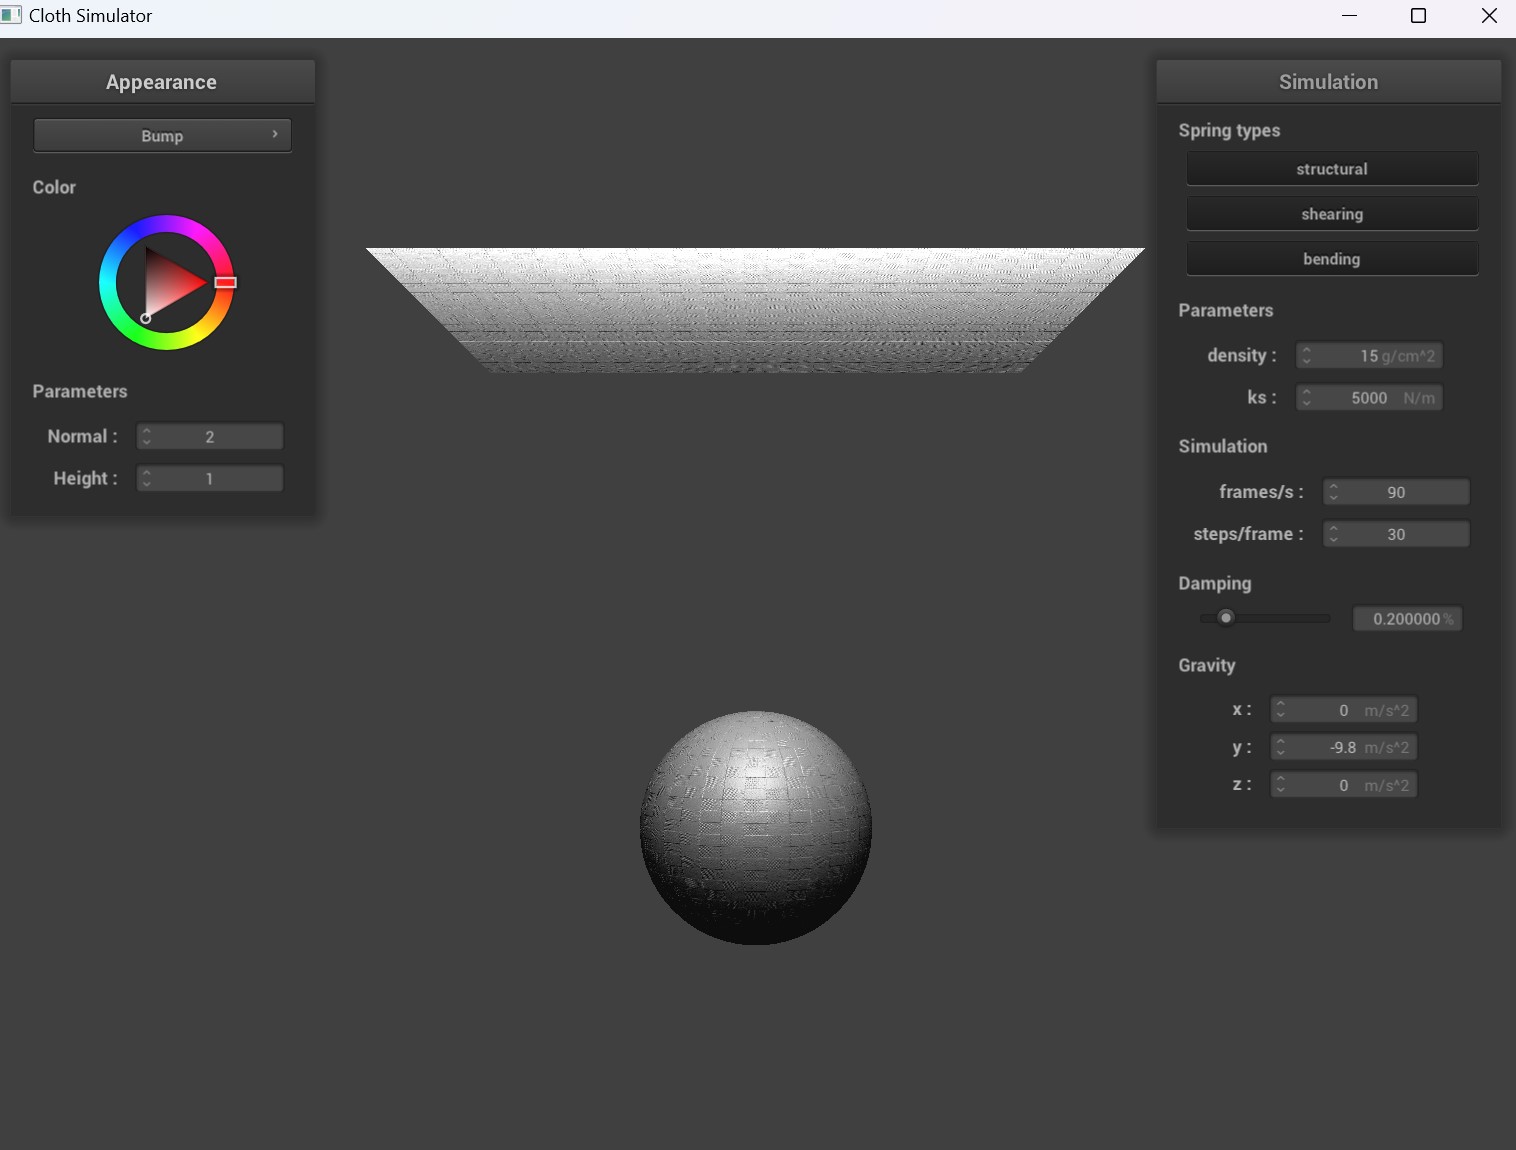 Cloth Simulator
Appearance
Bump
Color
Parameters
Normal : 2
Height : 1
Simulation
Spring types
structural
shearing
bending
Parameters
density : 15 g/cm^2
ks : 5000 N/m
Simulation
frames/s : 90
steps/frame : 30
Damping
0.200000 %
Gravity
x : 0 m/s^2
y : -9.8 m/s^2
z : 0 m/s^2